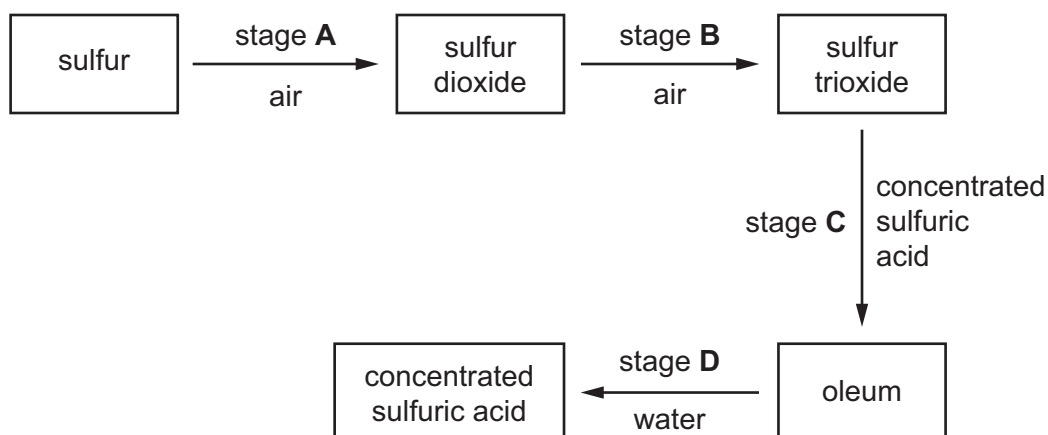 sulfur
stage A
air
sulfur
dioxide
stage B
air
sulfur
trioxide
stage C
concentrated
sulfuric
acid
oleum
stage D
water
concentrated
sulfuric acid